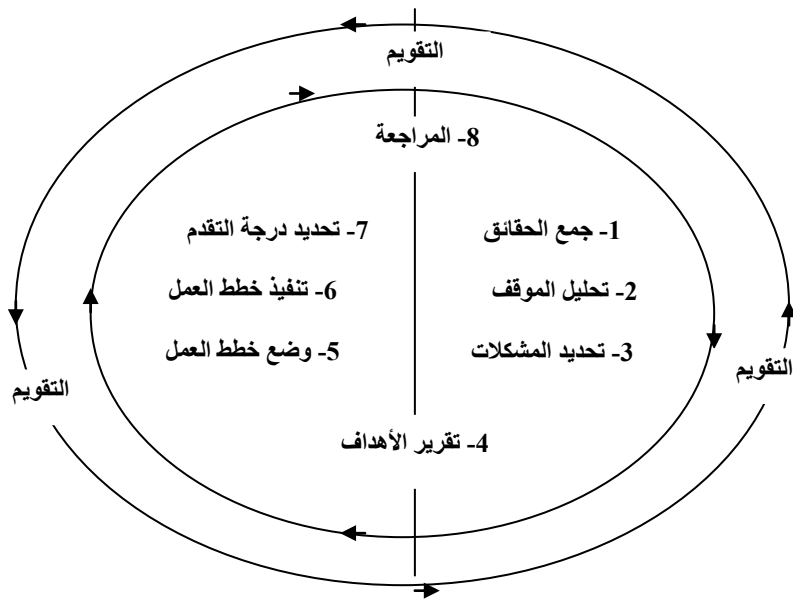 التقويم
8- المراجعة
1- جمع الحقائق
7- تحديد درجة التقدم
2- تحليل الموقف
6- تنفيذ خطط العمل
3- تحديد المشكلات
5- وضع خطط العمل
التقويم
التقويم
4- تقرير الأهداف